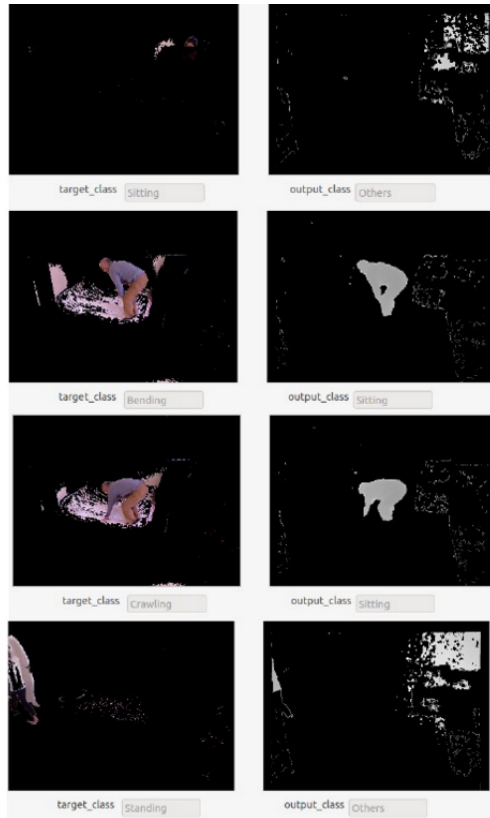 target_class Sitting output_class Others
target_class Bending output_class Sitting
target_class Crawling output_class Sitting
target_class Standing output_class Others